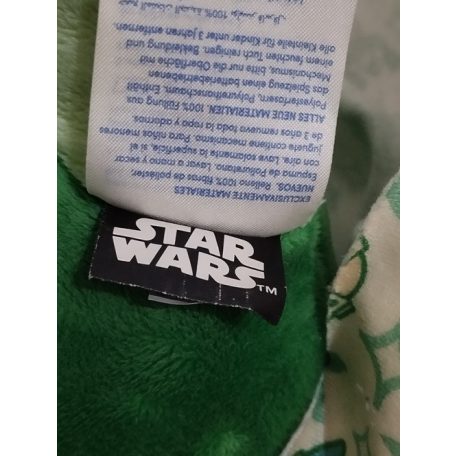 EXCLUSIVAMENTE MATERIALES
NUEVOS. Relleno 100% fibras de poliéster,
Espuma de Poliuretano. Lavar a mano y secar
con aire. Lave solamente la superficie, si el
juguete contiene mecanismo. Para menores
de 3 años remueva toda la ropa y adornos.
ALLES NEUE MATERIALIEN. 100% Füllung aus
Polyesterfasern, Polyurethanschaum. Enthält
das Spielzeug einen batteriebetriebenen
Mechanismus, bitte nur die Oberfläche mit
einem feuchten Tuch reinigen. Bekleidung und
alle Kleinteile für Kinder unter 3 Jahren entfernen.
100%
STAR
WARS™